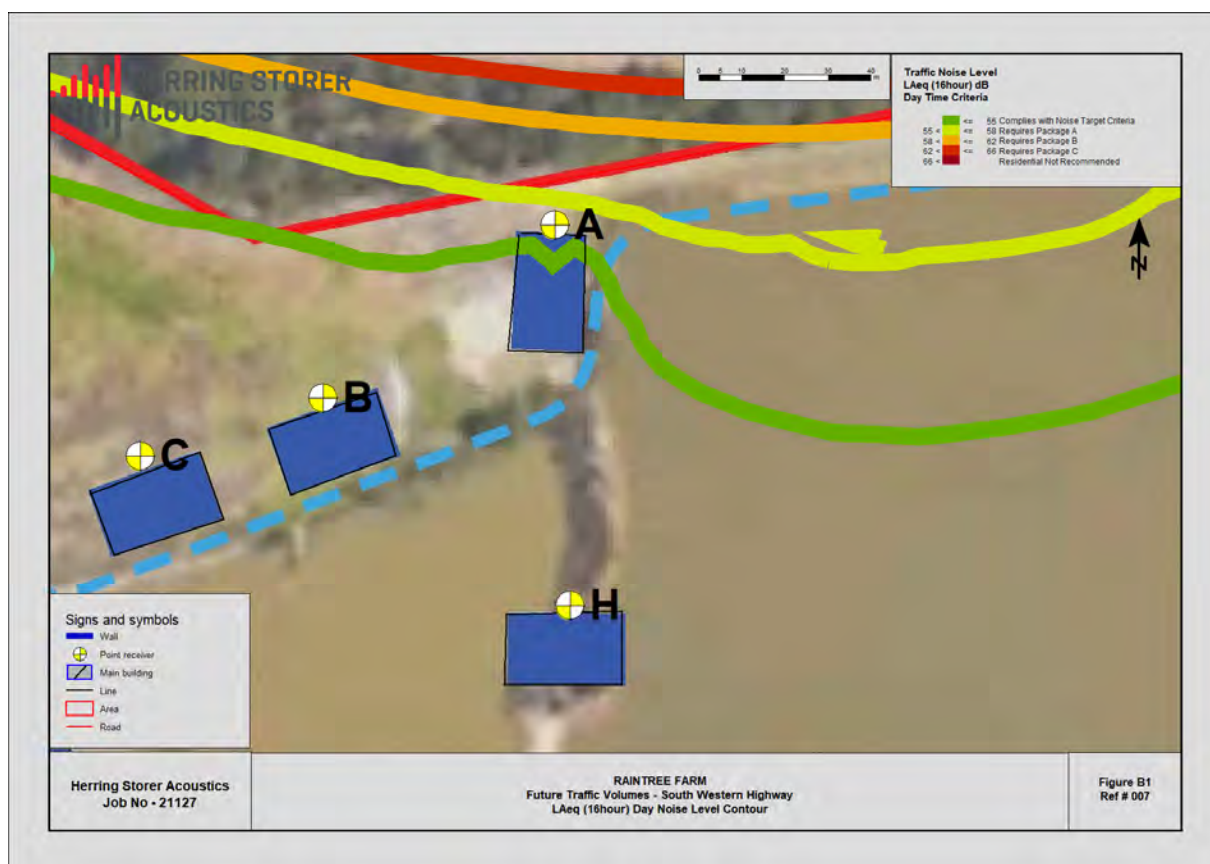 HERRING STORER
ACOUSTICS
0 5 10 20 30 40
m
Traffic Noise Level
LAeq (16hour) dB
Day Time Criteria
<= 55 Complies with Noise Target Criteria
55 < <= 58 Requires Package A
58 < <= 62 Requires Package B
62 < <= 66 Requires Package C
66 < Residential Not Recommended
A
N
B
C
H
Signs and symbols
Wall
Point receiver
Main building
Line
Area
Road
Herring Storer Acoustics
Job No - 21127
RAINTREE FARM
Future Traffic Volumes - South Western Highway
LAeq (16hour) Day Noise Level Contour
Figure B1
Ref # 007